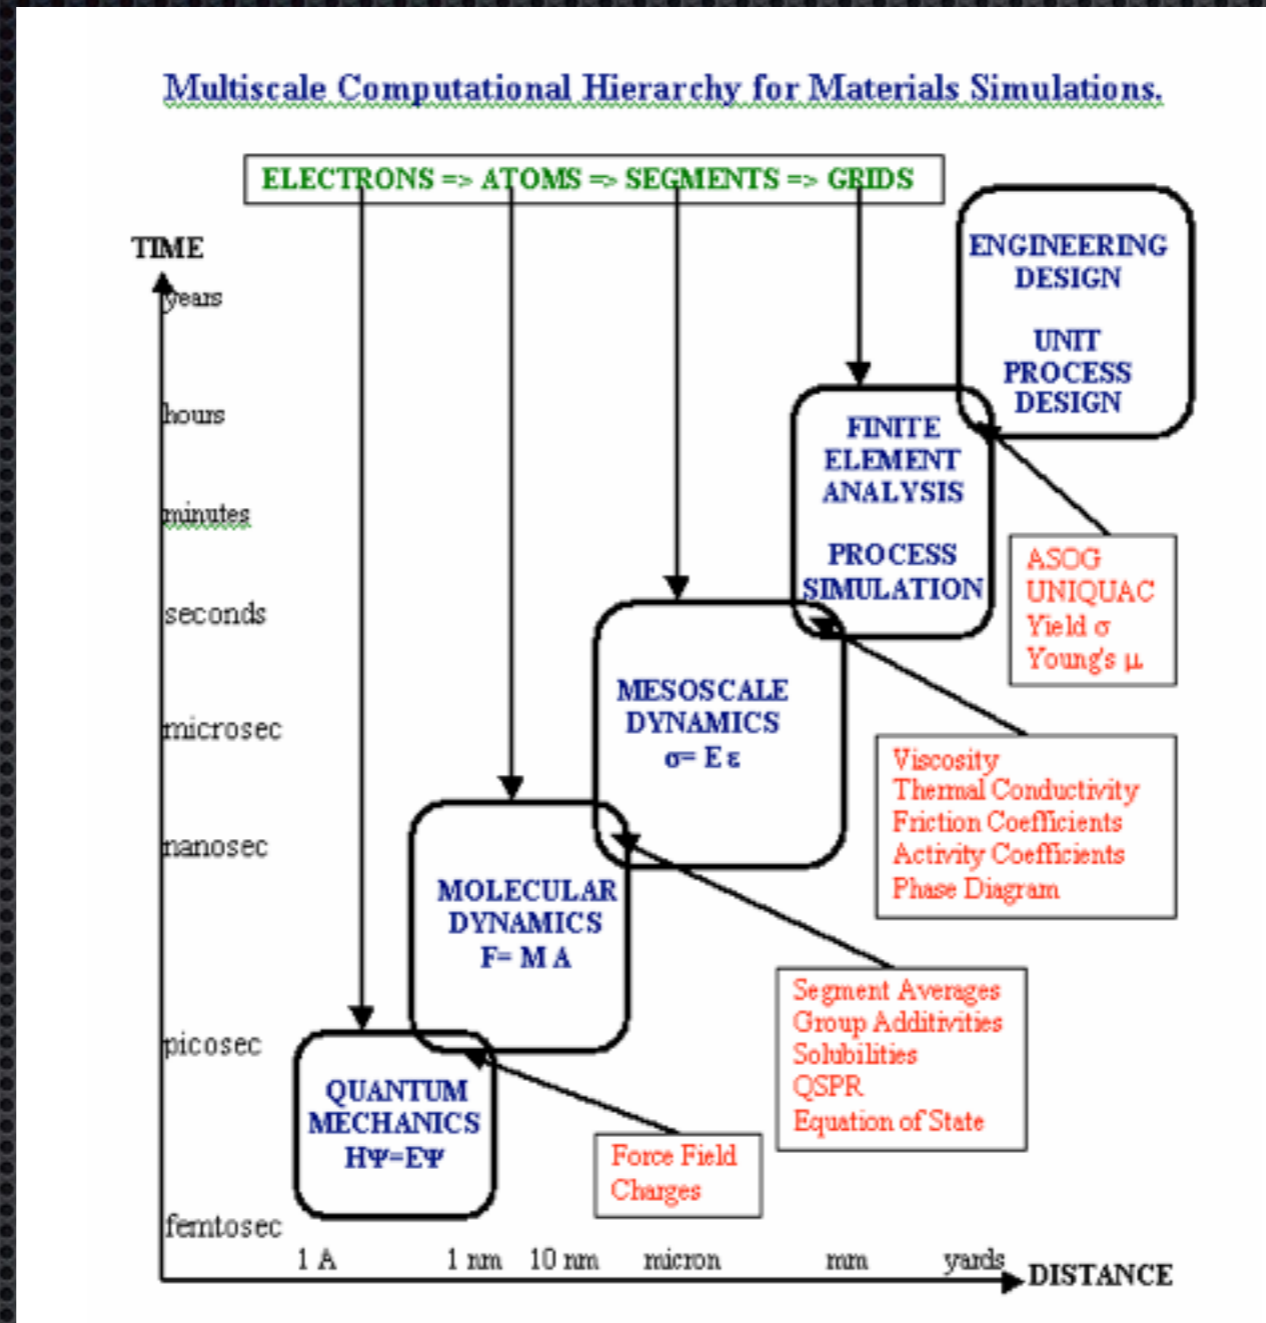 Multiscale Computational Hierarchy for Materials Simulations.
ELECTRONS => ATOMS => SEGMENTS => GRIDS
TIME
years
hours
minutes
seconds
microsec
nanosec
picosec
femtosec
ENGINEERING
DESIGN
UNIT
PROCESS
DESIGN
FINITE
ELEMENT
ANALYSIS
PROCESS
SIMULATION
ASOG
UNIQUAC
Yield σ
Young's μ
MESOSCALE
DYNAMICS
σ= E ε
Viscosity
Thermal Conductivity
Friction Coefficients
Activity Coefficients
Phase Diagram
MOLECULAR
DYNAMICS
F= M A
Segment Averages
Group Additivities
Solubilities
QSPR
Equation of State
QUANTUM
MECHANICS
HΨ=EΨ
Force Field
Charges
1 A 1 nm 10 nm micron mm yards
DISTANCE